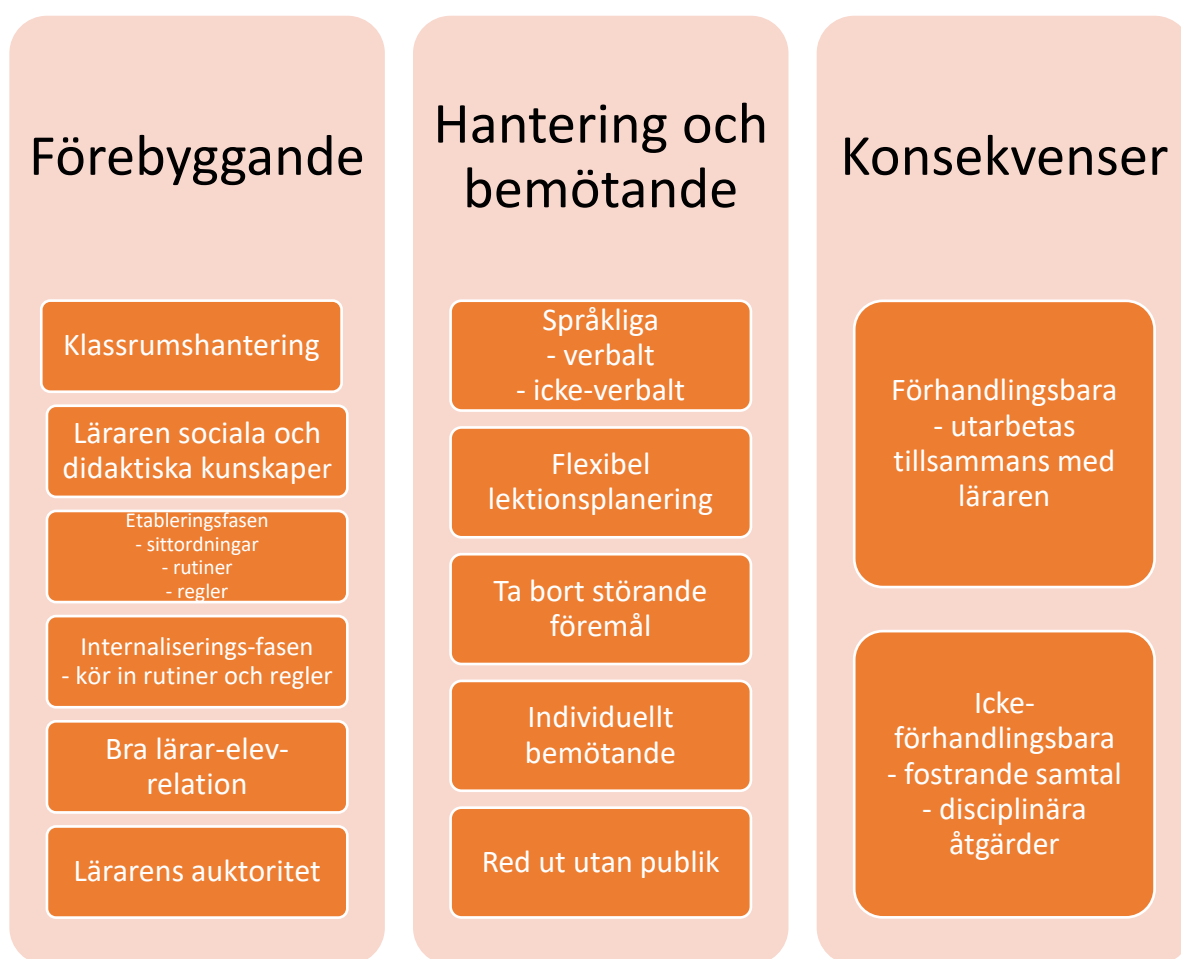 Förebyggande
Klassrumshantering
Läraren sociala och
didaktiska kunskaper
Etableringsfasen
- sittordningar
- rutiner
- regler
Internaliserings-fasen
- kör in rutiner och regler
Bra lärar-elev-
relation
Lärarens auktoritet
Hantering och
bemötande
Språkliga
- verbalt
- icke-verbalt
Flexibel
lektionsplanering
Ta bort störande
föremål
Individuellt
bemötande
Red ut utan publik
Konsekvenser
Förhandlingsbara
- utarbetas
tillsammans med
läraren
Icke-
förhandlingsbara
- fostrande samtal
- disciplinära
åtgärder